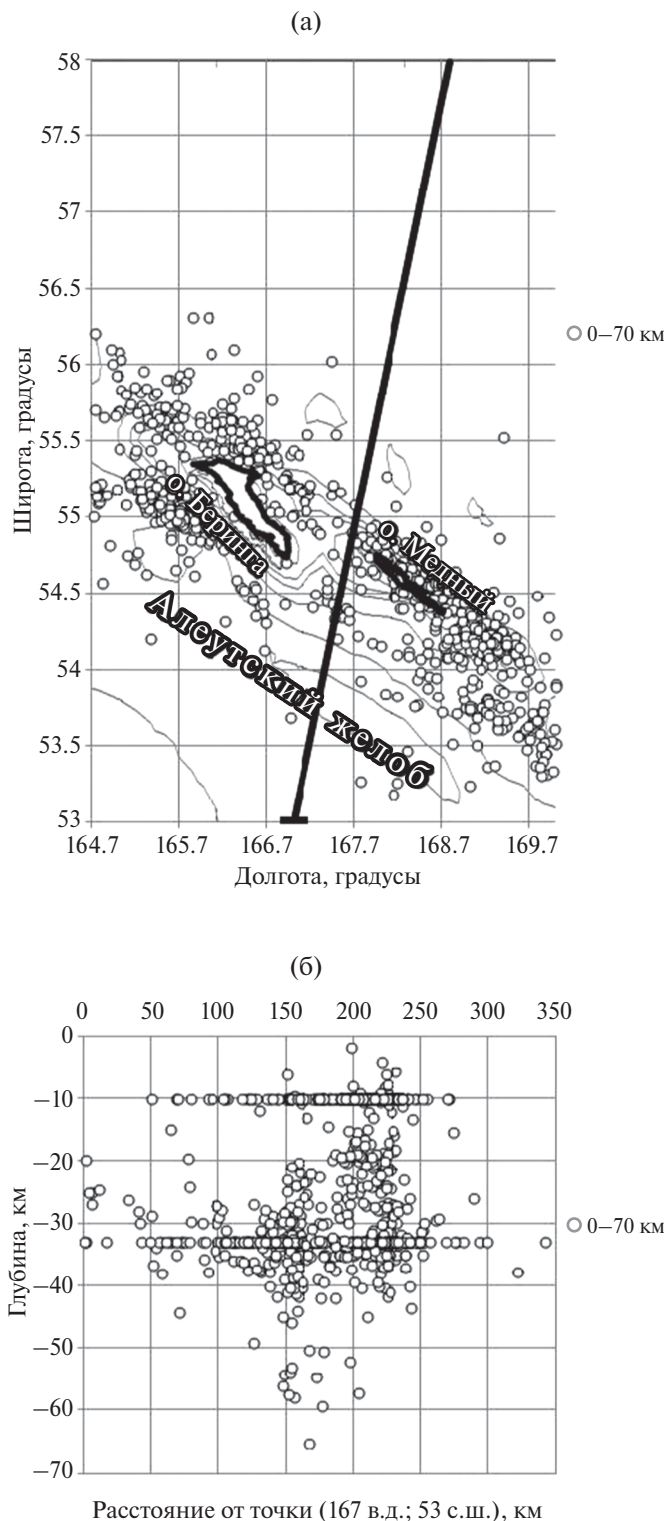 (а)
58
57.5
57
56.5
56
55.5
55
54.5
54
53.5
53
Широта, градусы
о. Беринга
о. Медный
Алеутский желоб
0–70 км
164.7 165.7 166.7 167.7 168.7 169.7
Долгота, градусы
(б)
0 50 100 150 200 250 300 350
0
–10
–20
–30
–40
–50
–60
–70
Глубина, км
0–70 км
Расстояние от точки (167 в.д.; 53 с.ш.), км